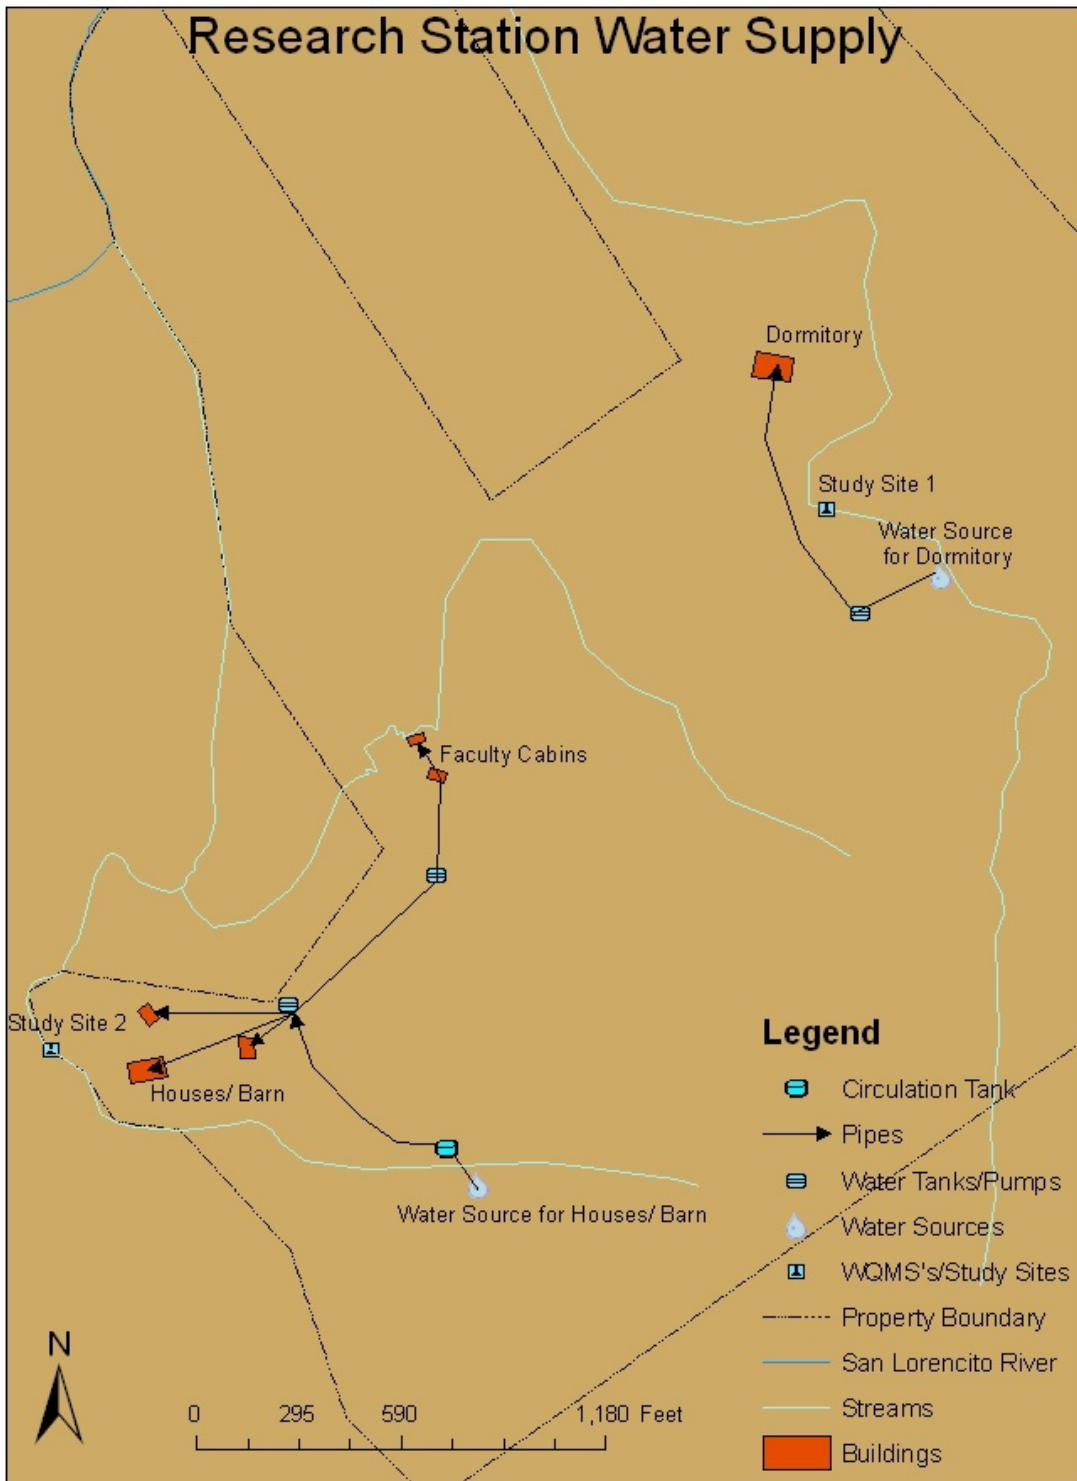 Research Station Water Supply
Dormitory
Study Site 1
Water Source
for Dormitory
Faculty Cabins
Study Site 2
Houses/ Barn
Water Source for Houses/ Barn
Legend
Circulation Tank
Pipes
Water Tanks/Pumps
Water Sources
WQMS's/Study Sites
Property Boundary
San Lorencito River
Streams
Buildings
N
0 295 590 1,180 Feet